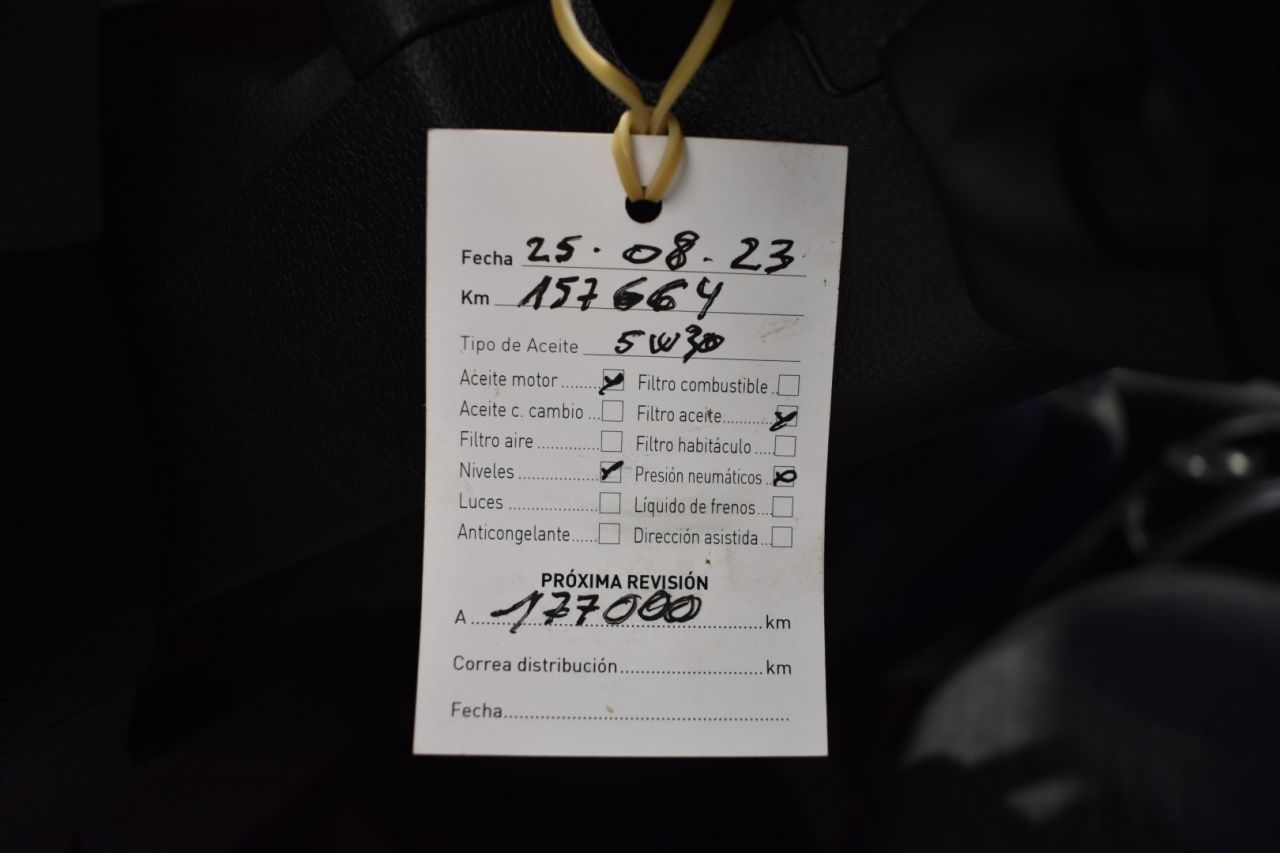 Fecha 25.08.23
Km 157664
Tipo de Aceite 5W30
Aceite motor........ Filtro combustible..
Aceite c. cambio ... Filtro aceite...........
Filtro aire .............. Filtro habitáculo ....
Niveles .................. Presión neumáticos..
Luces ................... Líquido de frenos....
Anticongelante...... Dirección asistida...
PRÓXIMA REVISIÓN
A 177000 km
Correa distribución.......................... km
Fecha......................................................